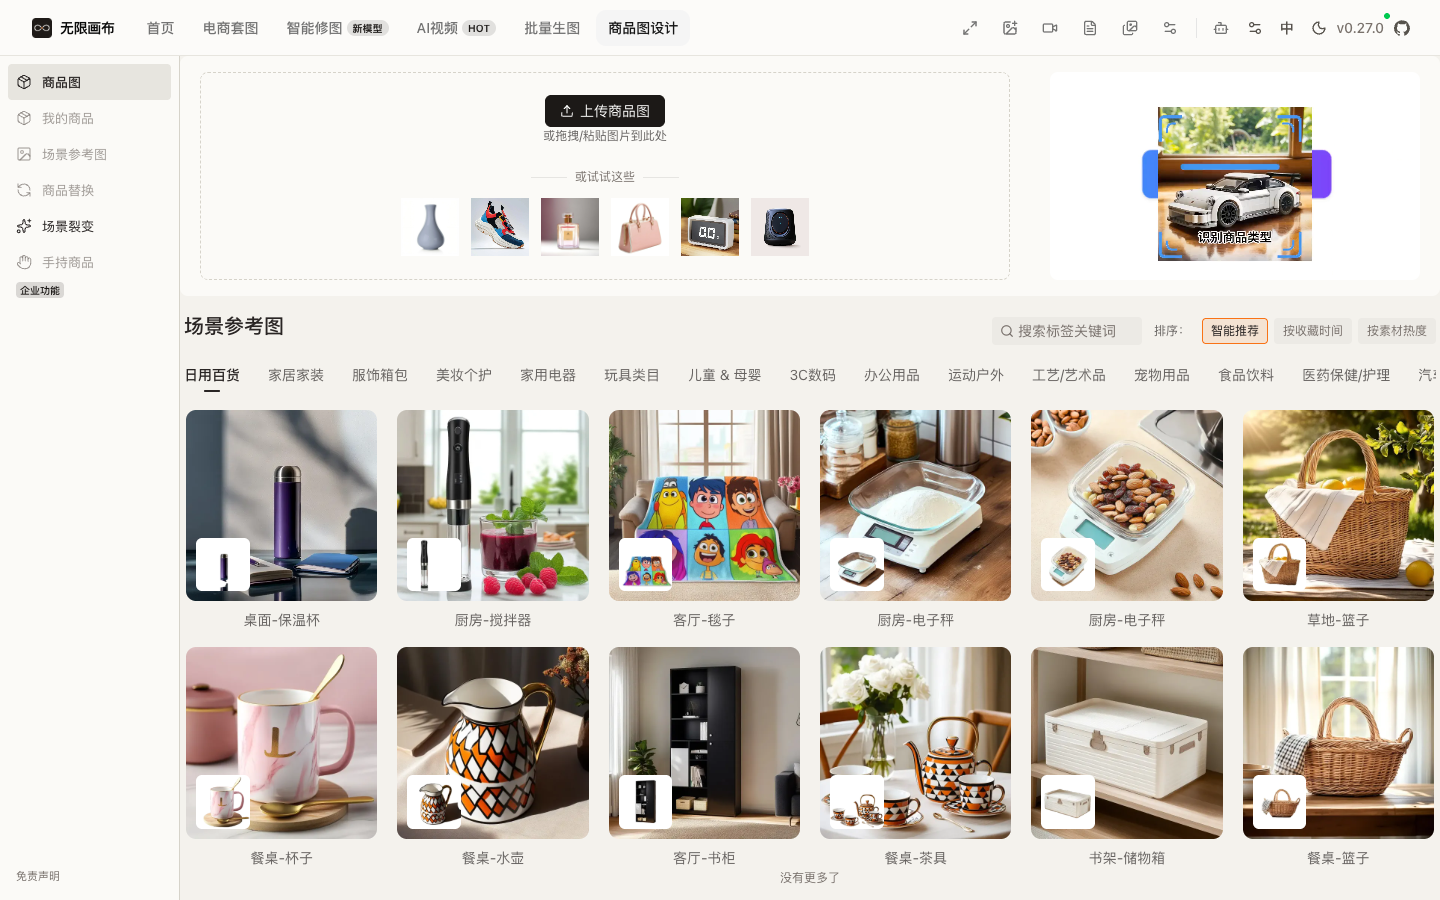 无限画布
首页
电商套图
智能修图 新模型
AI视频 HOT
批量生图
商品图设计
中
v0.27.0
商品图
我的商品
场景参考图
商品替换
场景裂变
手持商品
企业功能
免责声明
上传商品图
或拖拽/粘贴图片到此处
或试试这些
识别商品类型
场景参考图
搜索标签关键词
排序：
智能推荐
按收藏时间
按素材热度
日用百货
家居家装
服饰箱包
美妆个护
家用电器
玩具类目
儿童 & 母婴
3C数码
办公用品
运动户外
工艺/艺术品
宠物用品
食品饮料
医药保健/护理
桌面-保温杯
厨房-搅拌器
客厅-毯子
厨房-电子秤
厨房-电子秤
草地-篮子
餐桌-杯子
餐桌-水壶
客厅-书柜
餐桌-茶具
书架-储物箱
餐桌-篮子
没有更多了